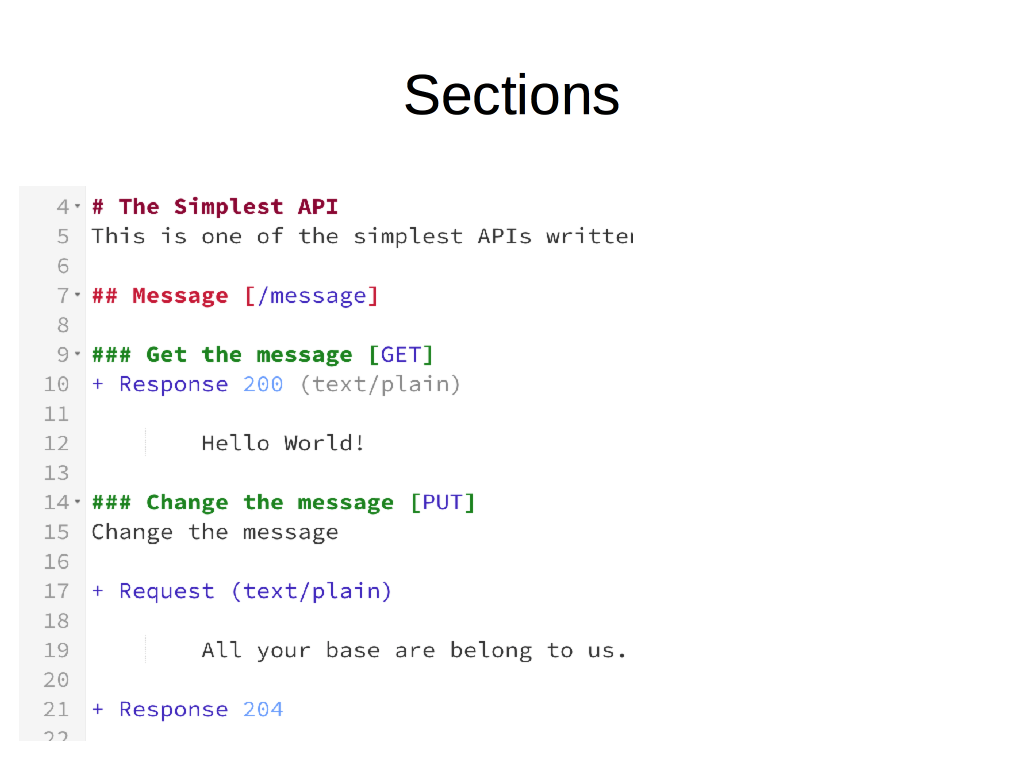 Sections
4 # The Simplest API
5 This is one of the simplest APIs written
6
7 ## Message [/message]
8
9 ### Get the message [GET]
10 + Response 200 (text/plain)
11
12 Hello World!
13
14 ### Change the message [PUT]
15 Change the message
16
17 + Request (text/plain)
18
19 All your base are belong to us.
20
21 + Response 204
22